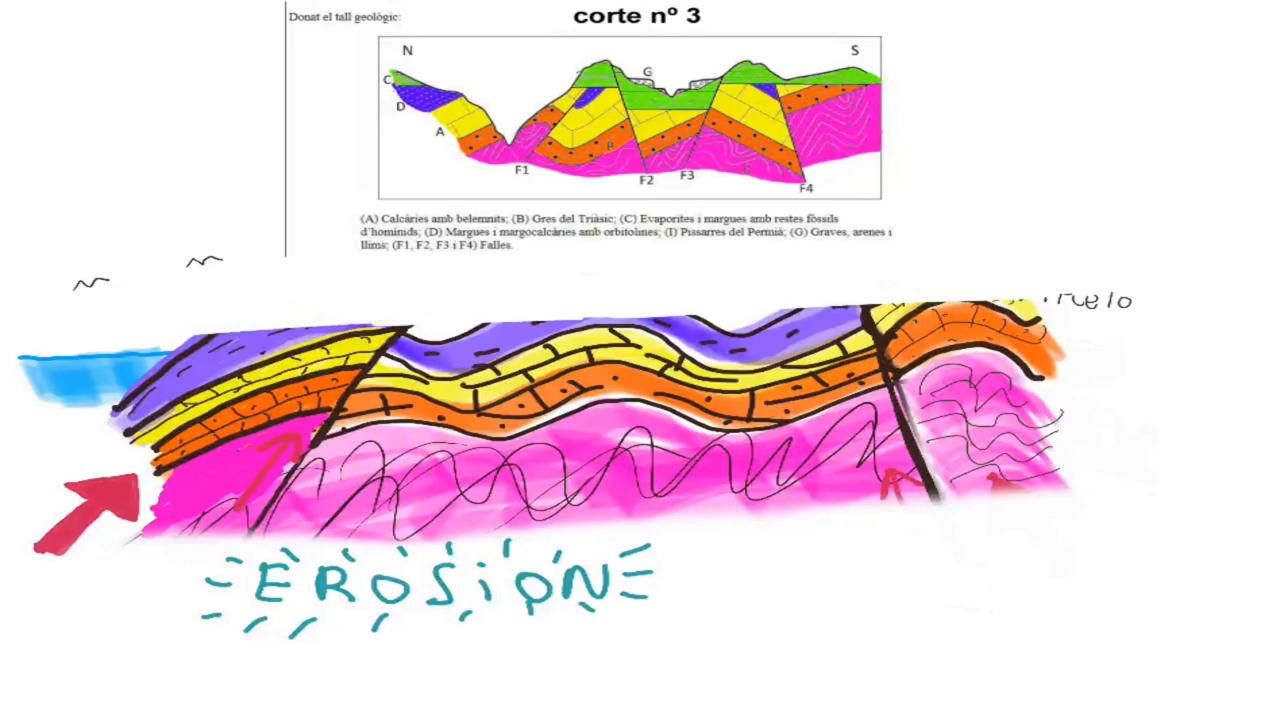 Donat el tall geològic:
corte nº 3
N
S
C
G
D
A
B
F1
F2
F3
F4
(A) Calcàries amb belemnits; (B) Gres del Triàsic; (C) Evaporites i margues amb restes fòssils
d'homínids; (D) Margues i margocalcàries amb orbitolines; (I) Pissarres del Permià; (G) Graves, arenes i
llims; (F1, F2, F3 i F4) Falles.
EROSiON